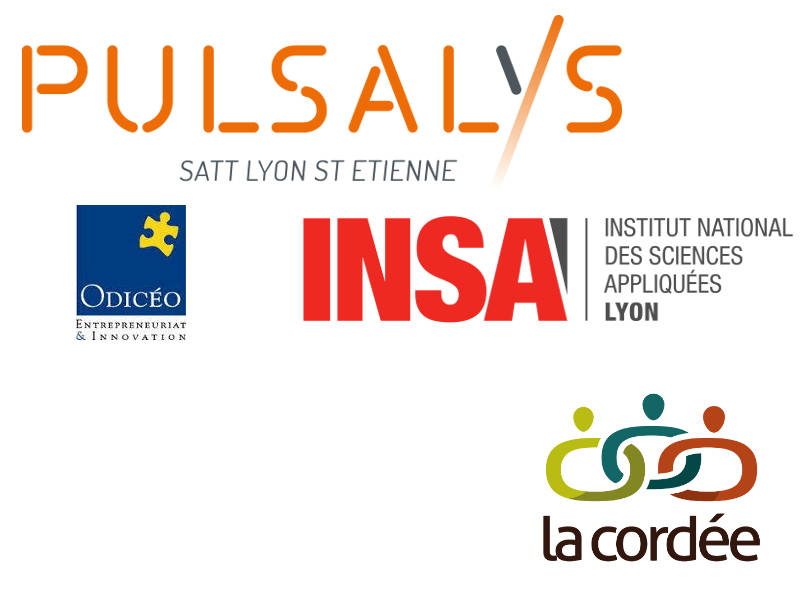 PULSALYS
SATT LYON ST ETIENNE
ODICÉO
ENTREPRENEURIAT
& INNOVATION
INSA
INSTITUT NATIONAL
DES SCIENCES
APPLIQUÉES
LYON
la cordée